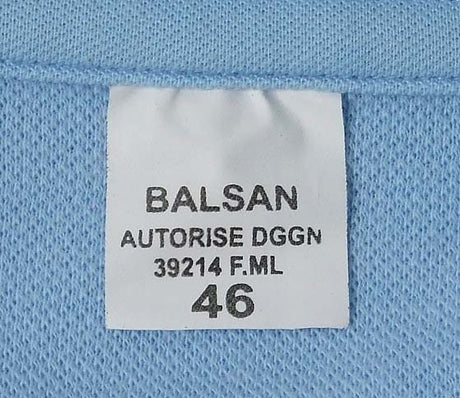 BALSAN
AUTORISE DGGN
39214 F.ML
46